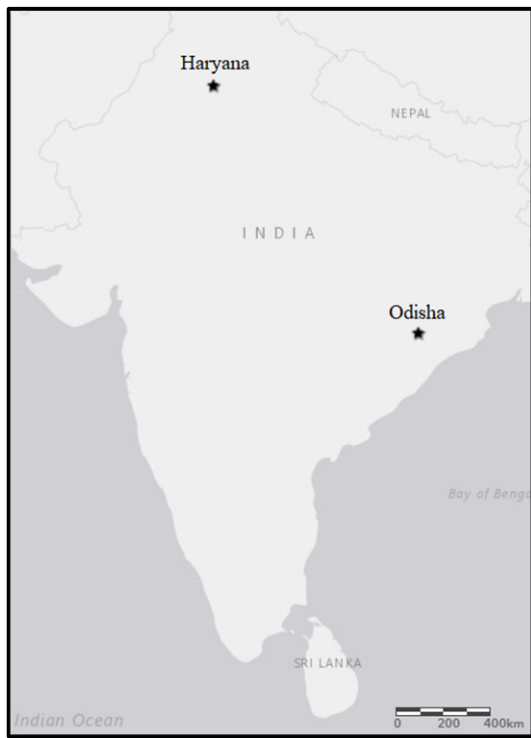 Haryana
NEPAL
INDIA
Odisha
Bay of Benga
SRI LANKA
Indian Ocean
0 200 400km